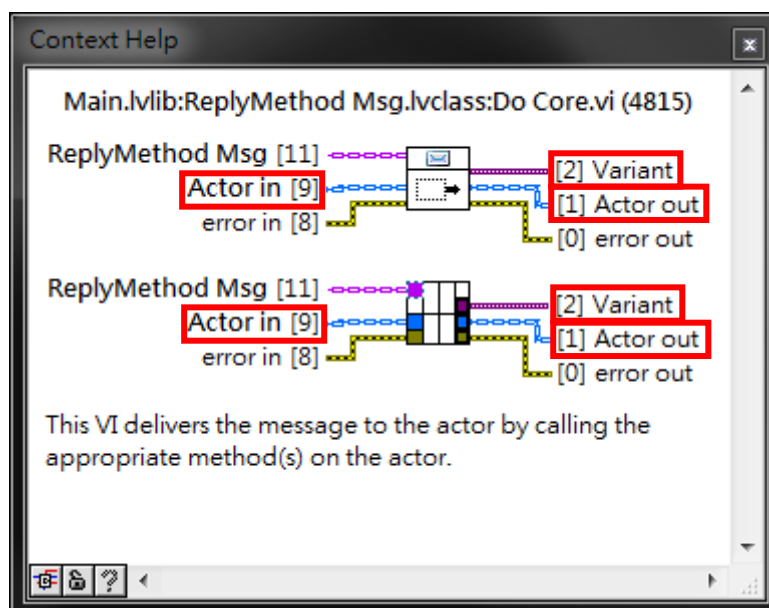 Context Help
Main.lvlib:ReplyMethod Msg.lvclass:Do Core.vi (4815)
ReplyMethod Msg [11]
[2] Variant
Actor in [9]
[1] Actor out
error in [8]
[0] error out
ReplyMethod Msg [11]
[2] Variant
Actor in [9]
[1] Actor out
error in [8]
[0] error out
This VI delivers the message to the actor by calling the
appropriate method(s) on the actor.